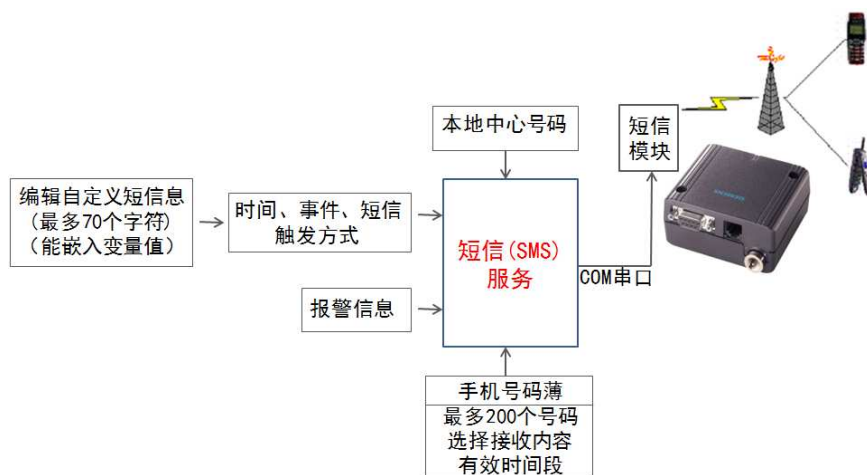 本地中心号码
短信
模块
编辑自定义短信息
(最多70个字符)
(能嵌入变量值)
时间、事件、短信
触发方式
短信(SMS)
服务
COM串口
报警信息
手机号码薄
最多200个号码
选择接收内容
有效时间段
SIEMENS